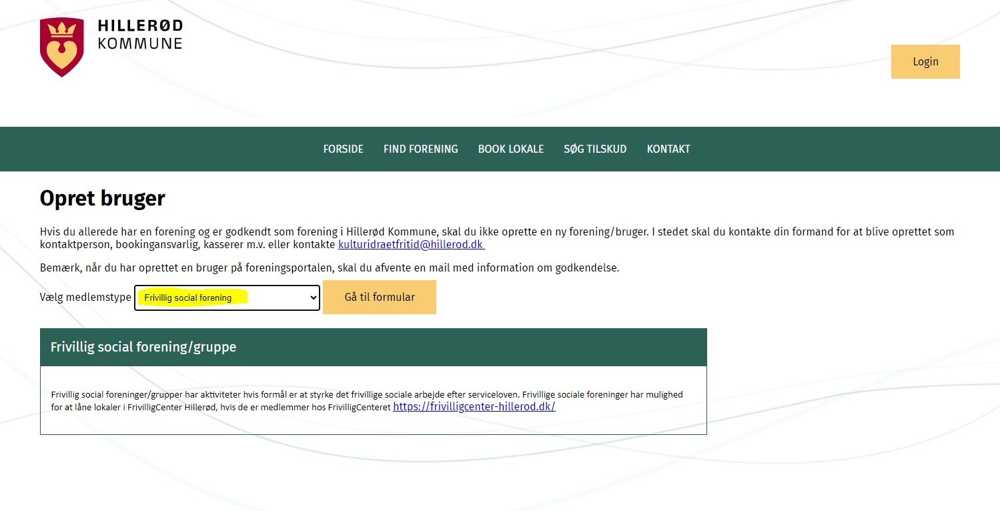 HILLERØD
KOMMUNE
Login
FORSIDE FIND FORENING BOOK LOKALE SØG TILSKUD KONTAKT
Opret bruger
Hvis du allerede har en forening og er godkendt som forening i Hillerød Kommune, skal du ikke oprette en ny forening/bruger. I stedet skal du kontakte din formand for at blive oprettet som
kontaktperson, bookingansvarlig, kasserer m.v. eller kontakte kulturidraetfritid@hillerod.dk
Bemærk, når du har oprettet en bruger på foreningsportalen, skal du afvente en mail med information om godkendelse.
Vælg medlemstype Frivillig social forening Gå til formular
Frivillig social forening/gruppe
Frivillig social foreninger/grupper har aktiviteter hvis formål er at styrke det frivillige sociale arbejde efter serviceloven. Frivillige sociale foreninger har mulighed
for at låne lokaler i FrivilligCenter Hillerød, hvis de er medlemmer hos FrivilligCenteret https://frivilligcenter-hillerod.dk/